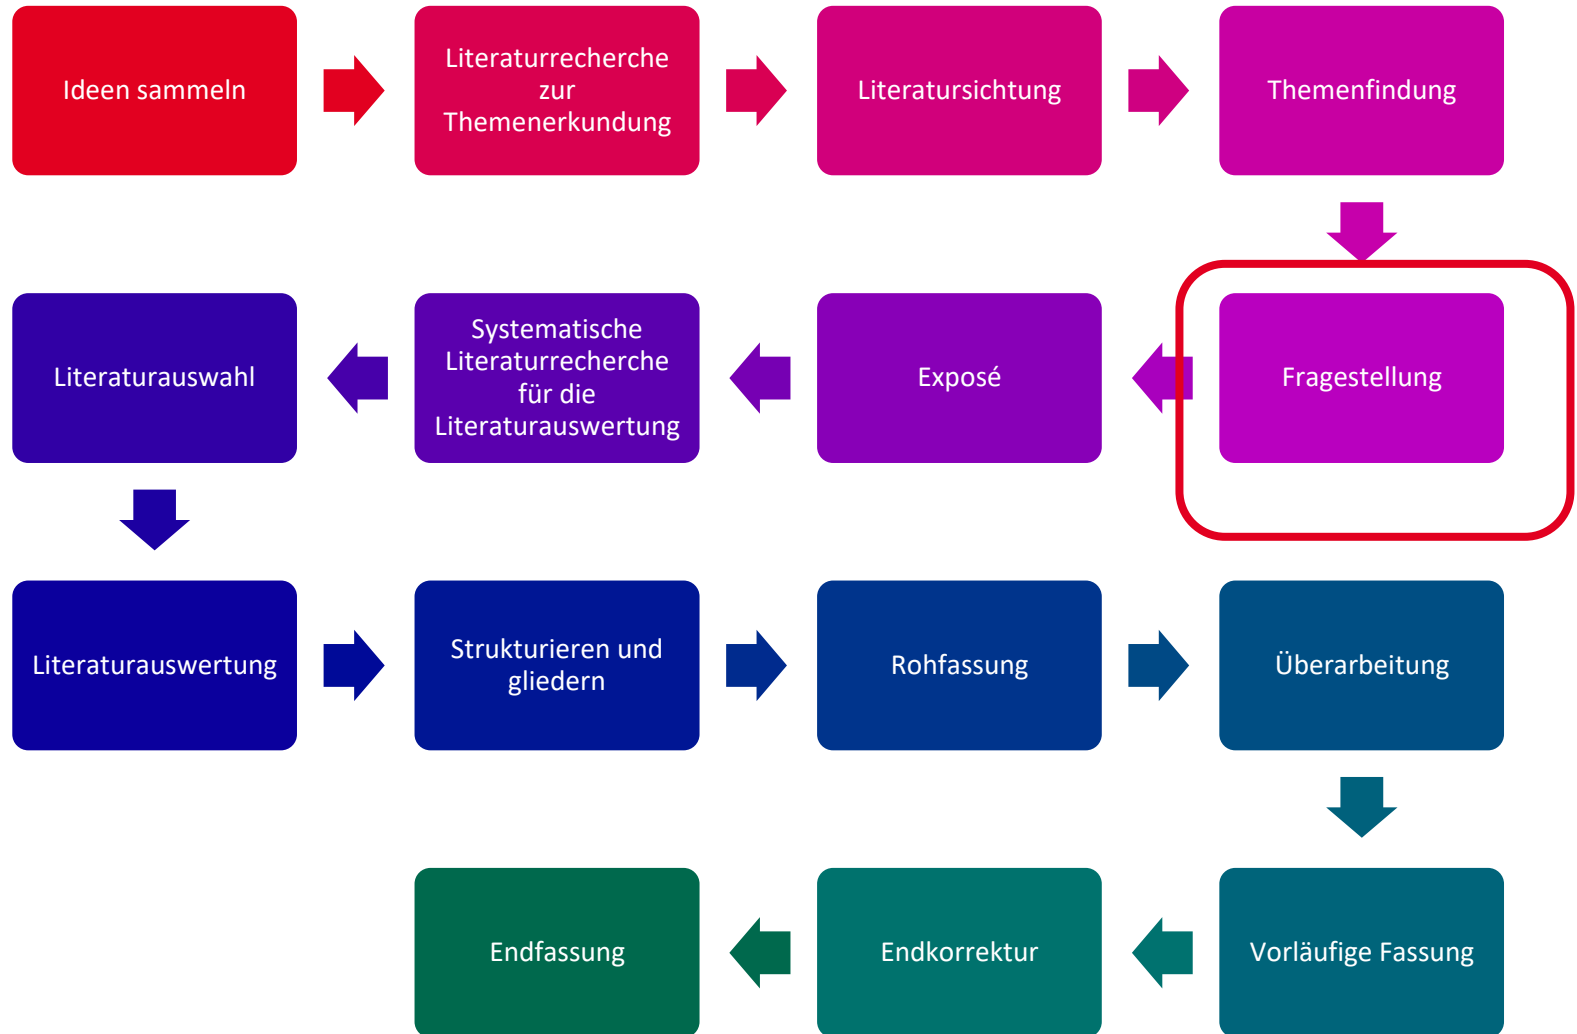 Ideen sammeln
Literaturrecherche
zur
Themenerkundung
Literatursichtung
Themenfindung
Fragestellung
Exposé
Systematische
Literaturrecherche
für die
Literaturauswertung
Literaturauswahl
Literaturauswertung
Strukturieren und
gliedern
Rohfassung
Überarbeitung
Vorläufige Fassung
Endkorrektur
Endfassung